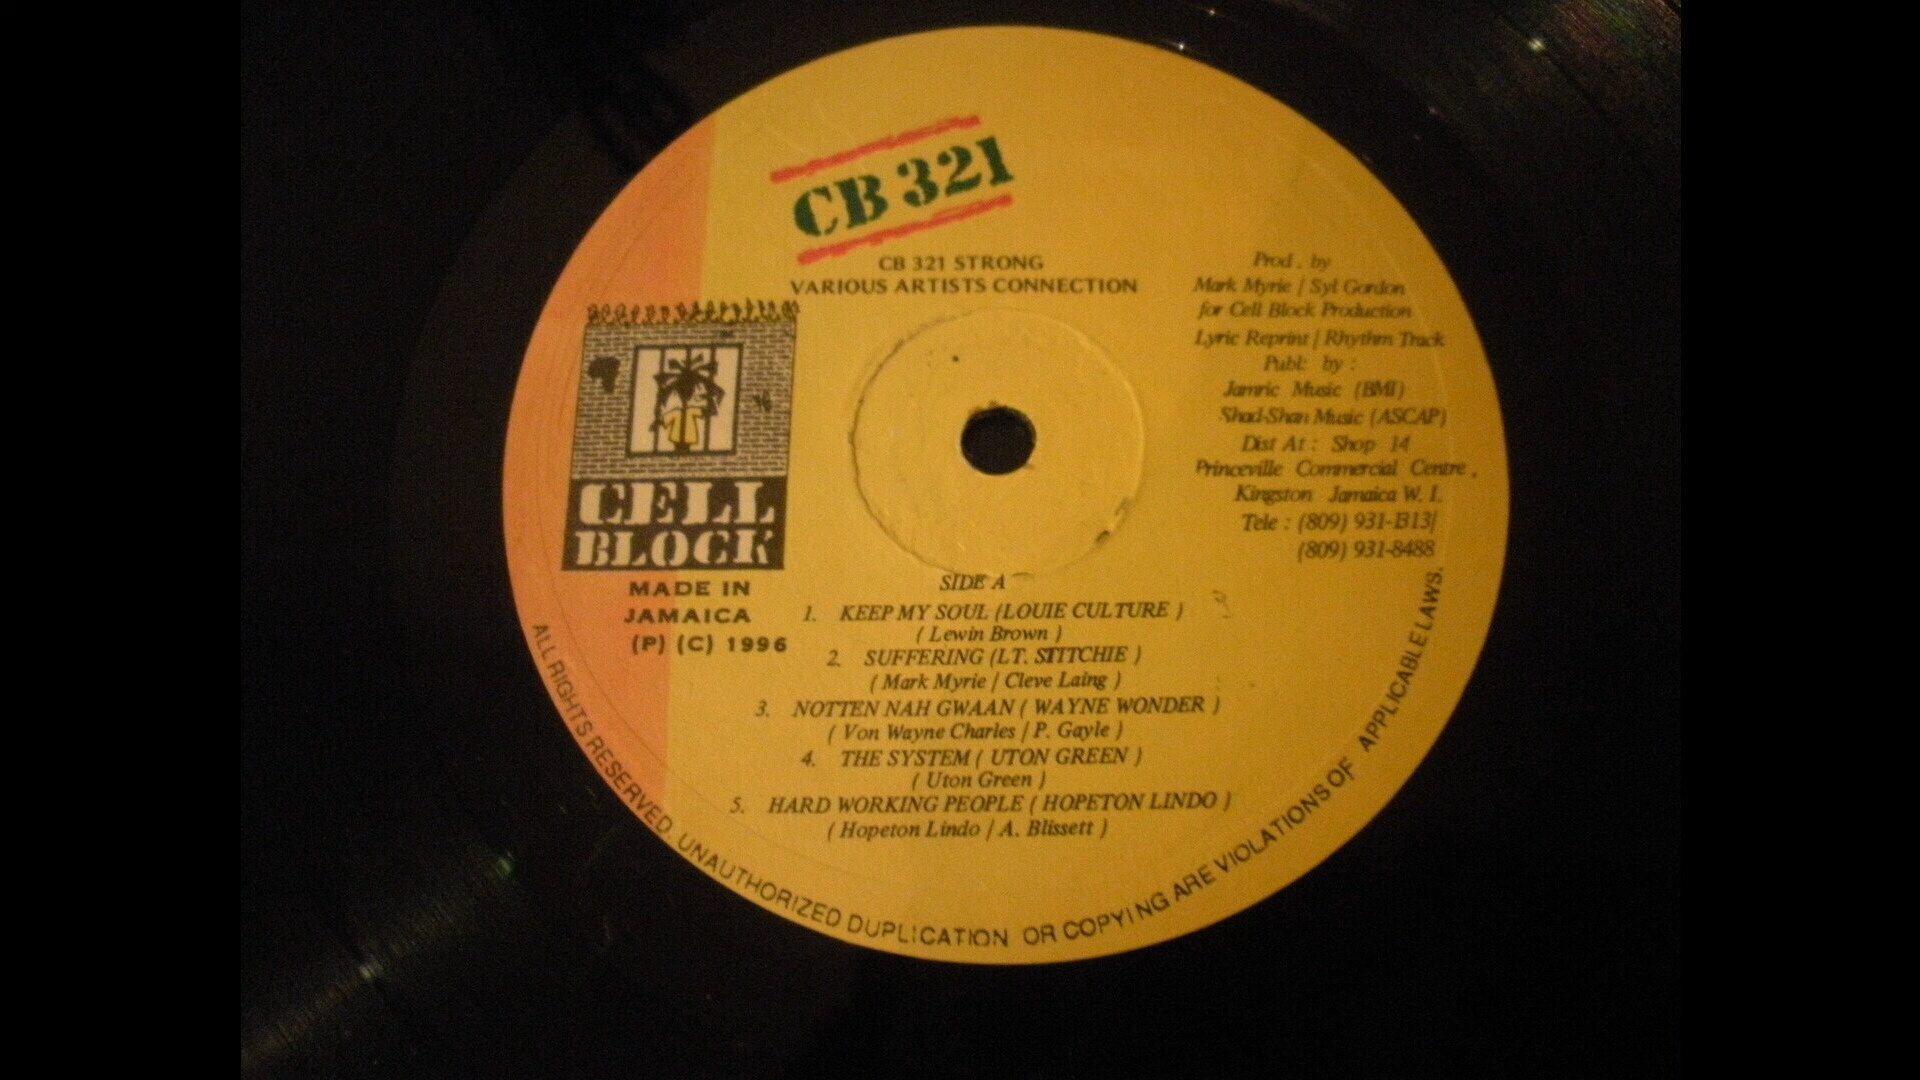 CB 321
CB 321 STRONG
VARIOUS ARTISTS CONNECTION
Prod. by
Mark Myrie / Syl Gordon
for Cell Block Production
Lyric Reprint / Rhythm Track
Publ: by :
Jamric Music (BMI)
Shad-Shan Music (ASCAP)
Dist At : Shop 14
Princeville Commercial Centre,
Kingston Jamaica W. I.
Tele : (809) 931-1313/
(809) 931-8488
CELL
BLOCK
MADE IN
JAMAICA
(P) (C) 1996
SIDE A
1. KEEP MY SOUL (LOUIE CULTURE )
( Lewin Brown )
2. SUFFERING (LT. STITCHIE )
( Mark Myrie / Cleve Laing )
3. NOTTEN NAH GWAAN ( WAYNE WONDER )
( Von Wayne Charles / P. Gayle )
4. THE SYSTEM ( UTON GREEN )
( Uton Green )
5. HARD WORKING PEOPLE ( HOPETON LINDO )
( Hopeton Lindo / A. Blissett )
ALL RIGHTS RESERVED. UNAUTHORIZED DUPLICATION OR COPYING ARE VIOLATIONS OF APPLICABLE LAWS.